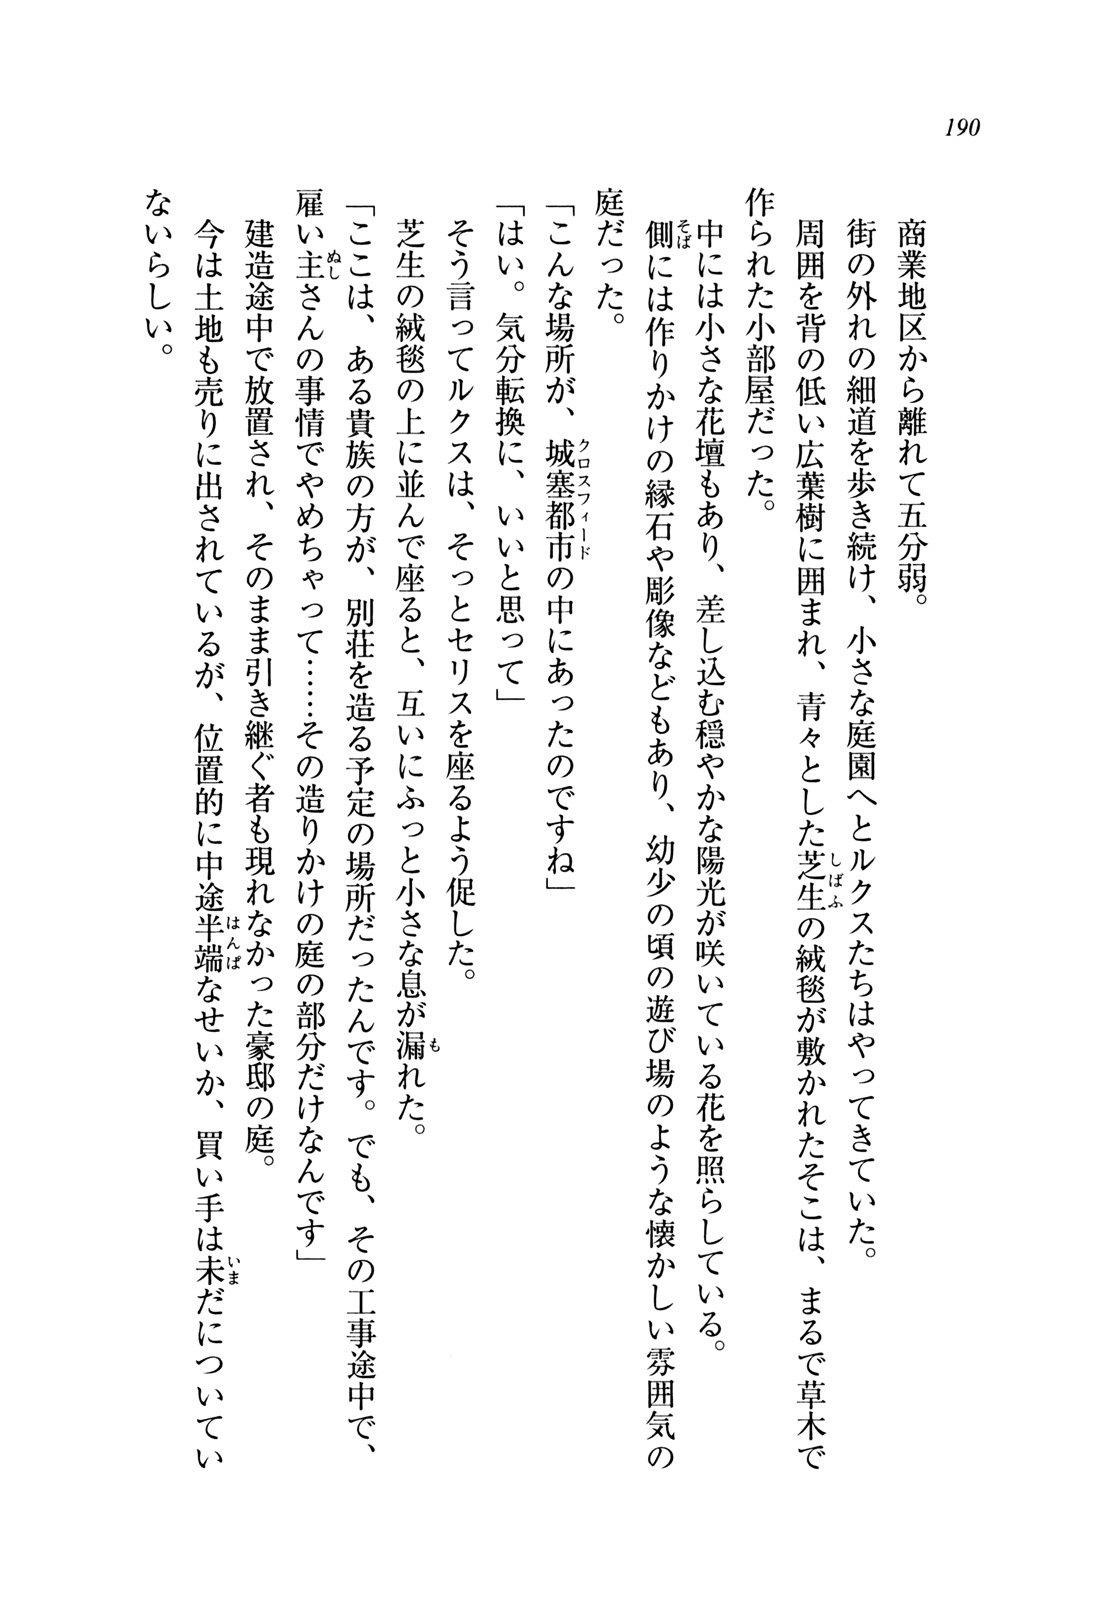 190
商業地区から離れて五分弱。
街の外れの細道を歩き続け、小さな庭園へとルクスたちはやってきていた。
周囲を背の低い広葉樹に囲まれ、青々とした芝生の絨毯が敷かれたそこは、まるで草木で
作られた小部屋だった。
中には小さな花壇もあり、差し込む穏やかな陽光が咲いている花を照らしている。
側には作りかけの縁石や彫像などもあり、幼少の頃の遊び場のような懐かしい雰囲気の
庭だった。
「こんな場所が、城塞都市の中にあったのですね」
「はい。気分転換に、いいと思って」
そう言ってルクスは、そっとセリスを座るよう促した。
芝生の絨毯の上に並んで座ると、互いにふっと小さな息が漏れた。
「ここは、ある貴族の方が、別荘を造る予定の場所だったんです。でも、その工事途中で、
雇い主さんの事情でやめちゃって……その造りかけの庭の部分だけなんです」
建造途中で放置され、そのまま引き継ぐ者も現れなかった豪邸の庭。
今は土地も売りに出されているが、位置的に中途半端なせいか、買い手は未だについてい
ないらしい。